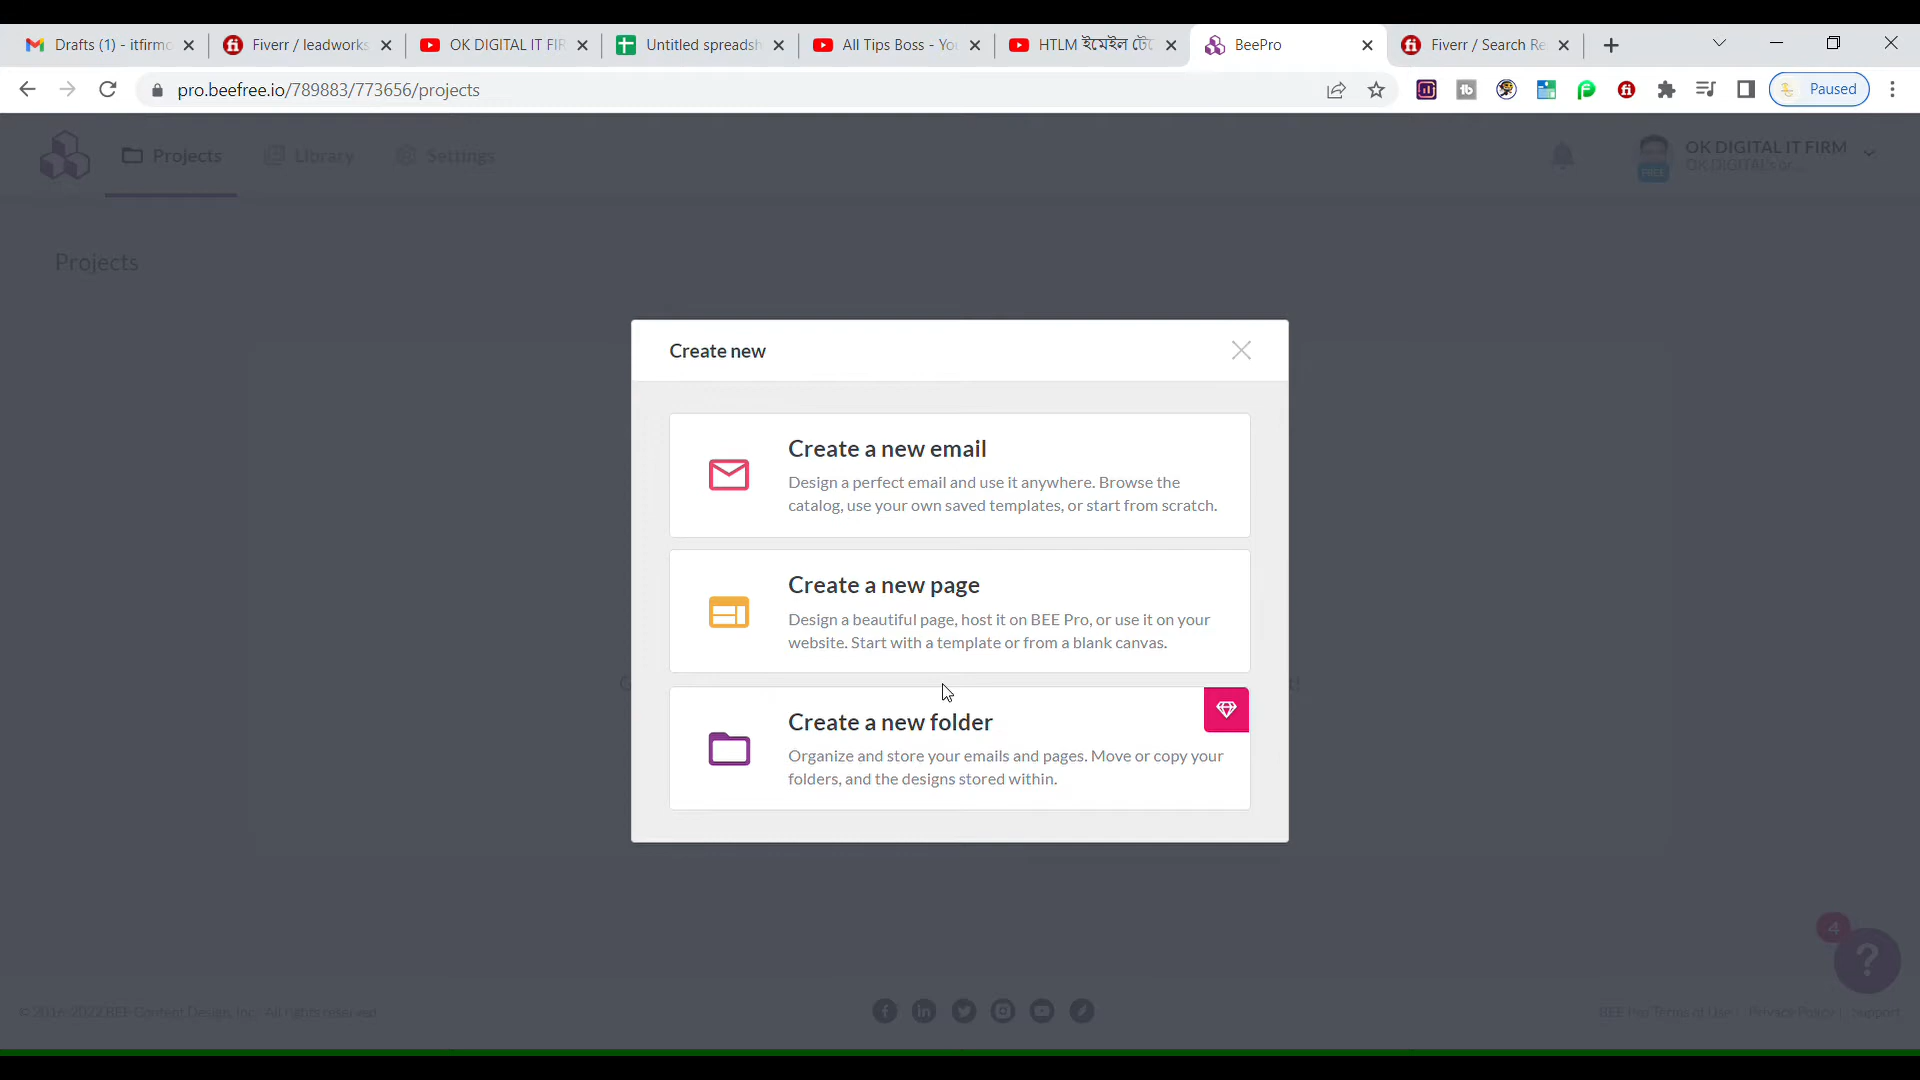 Drafts (1) - itfirmo
Fiverr / leadworks
OK DIGITAL IT FIR
Untitled spreadsh
All Tips Boss - Yo
HTLM ইমেইল টে
BeePro
Fiverr / Search Re
pro.beefree.io/789883/773656/projects
Paused
Projects
Library
Settings
OK DIGITAL IT FIRM
OK DIGITAL's or...
FREE
Projects
Create new
Create a new email
Design a perfect email and use it anywhere. Browse the
catalog, use your own saved templates, or start from scratch.
Create a new page
Design a beautiful page, host it on BEE Pro, or use it on your
website. Start with a template or from a blank canvas.
Create a new folder
Organize and store your emails and pages. Move or copy your
folders, and the designs stored within.
4
?
© 2016-2022 BEE Content Design, Inc. All rights reserved
BEE Pro Terms of Use | Privacy Policy | Support